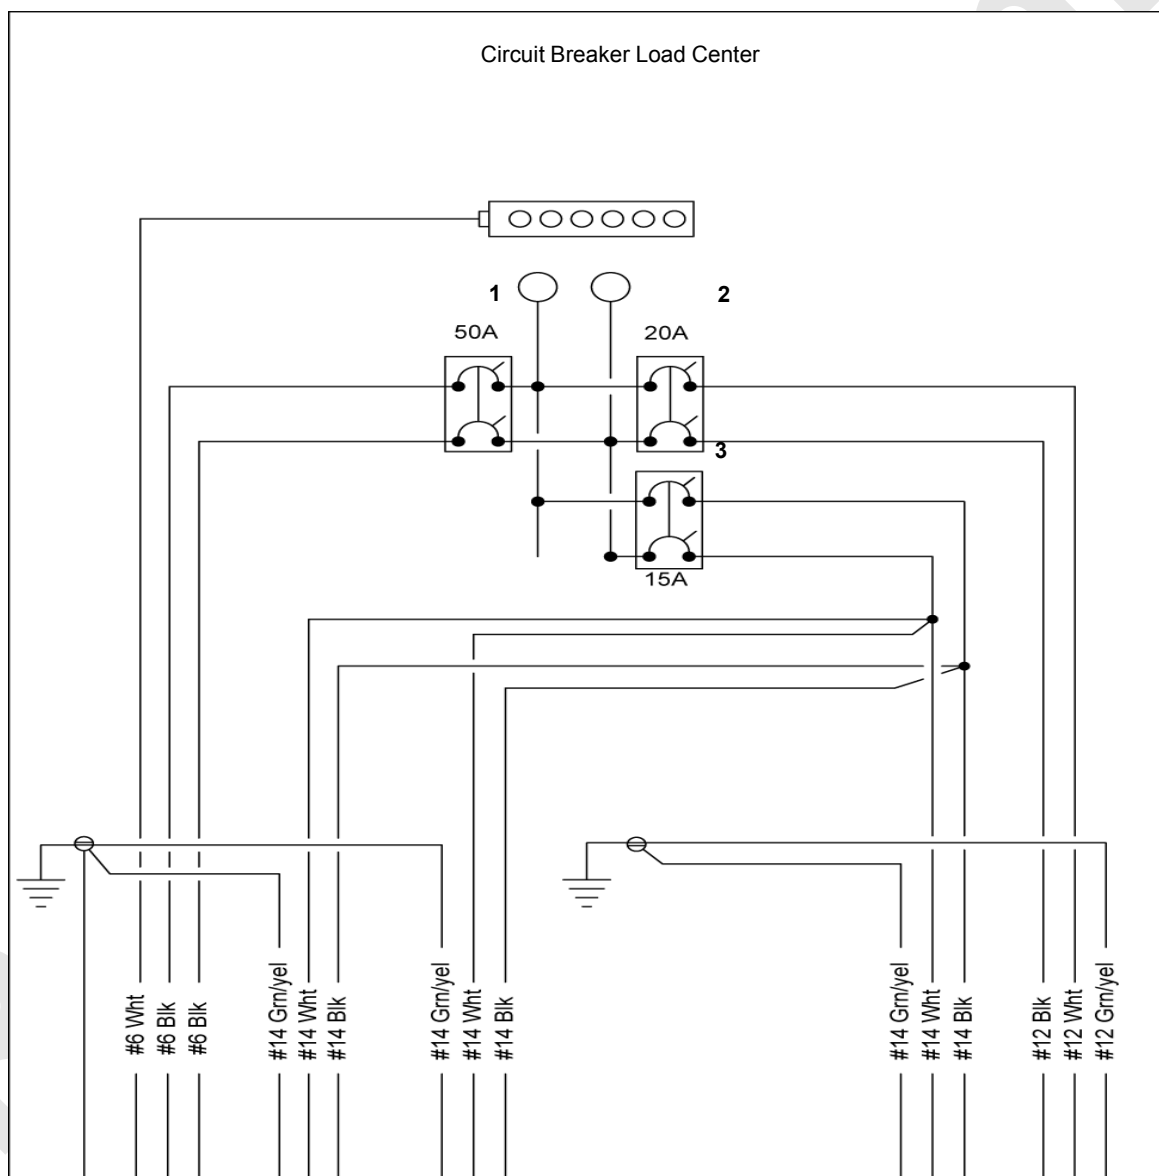 Circuit Breaker Load Center
1
2
50A
20A
3
15A
#6 Wht
#6 Blk
#6 Blk
#14 Grn/yel
#14 Wht
#14 Blk
#14 Grn/yel
#14 Wht
#14 Blk
#14 Grn/yel
#14 Wht
#14 Blk
#12 Blk
#12 Wht
#12 Grn/yel